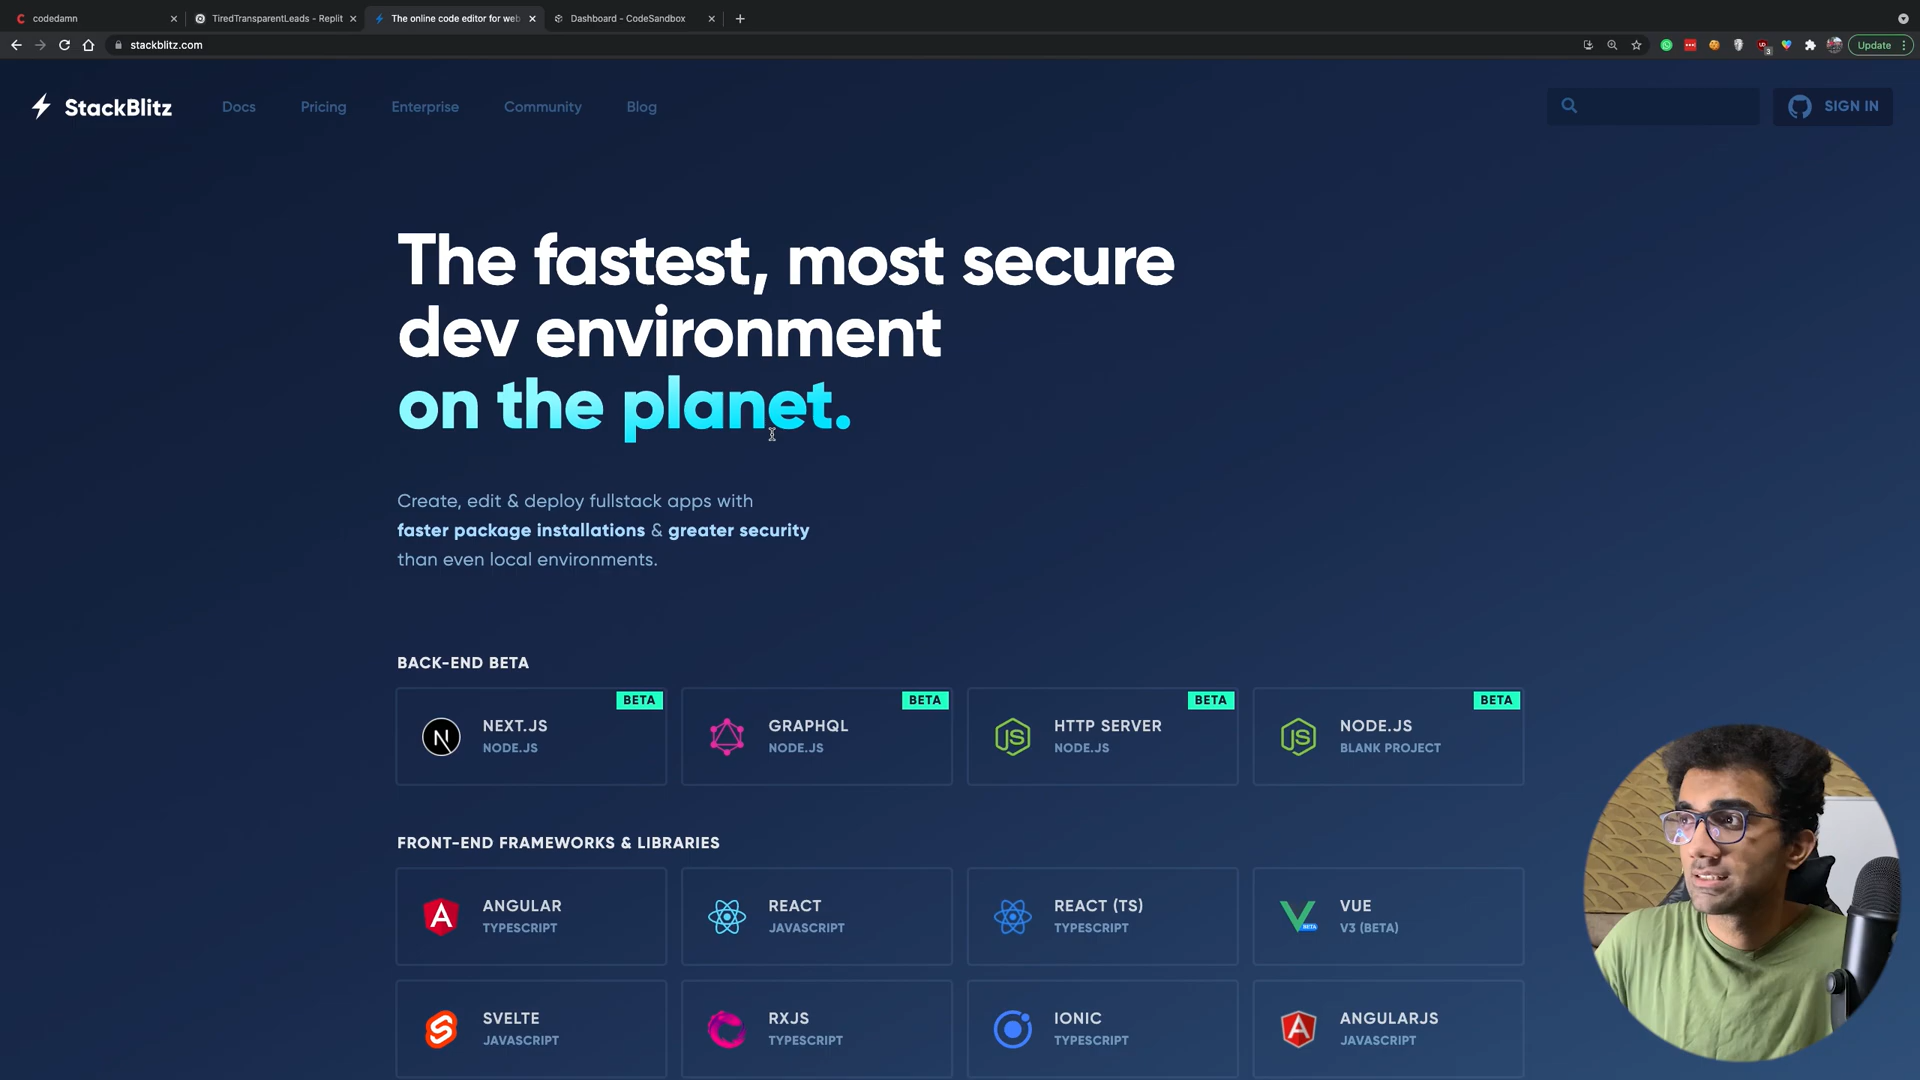 codedamn
TiredTransparentLeads - Replit
The online code editor for web
Dashboard - CodeSandbox
stackblitz.com
3
Update
StackBlitz
Docs
Pricing
Enterprise
Community
Blog
SIGN IN
The fastest, most secure
dev environment
on the planet.
Create, edit & deploy fullstack apps with
faster package installations & greater security
than even local environments.
BACK-END BETA
BETA
NEXT.JS
NODE.JS
BETA
GRAPHQL
NODE.JS
BETA
HTTP SERVER
NODE.JS
BETA
NODE.JS
BLANK PROJECT
FRONT-END FRAMEWORKS & LIBRARIES
ANGULAR
TYPESCRIPT
REACT
JAVASCRIPT
REACT (TS)
TYPESCRIPT
BETA
VUE
V3 (BETA)
SVELTE
JAVASCRIPT
RXJS
TYPESCRIPT
IONIC
TYPESCRIPT
ANGULARJS
JAVASCRIPT